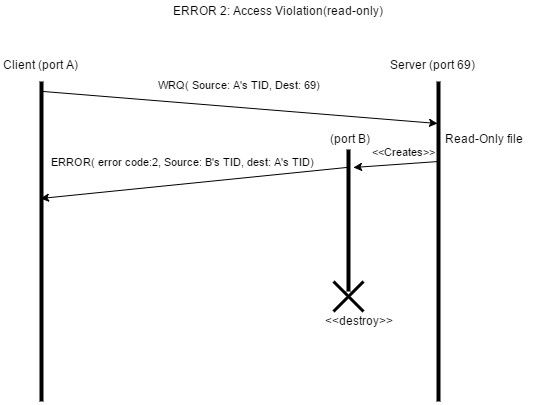 ERROR 2: Access Violation(read-only)
Client (port A)
Server (port 69)
WRQ( Source: A's TID, Dest: 69)
(port B)
Read-Only file
<<Creates>>
ERROR( error code:2, Source: B's TID, dest: A's TID)
<<destroy>>